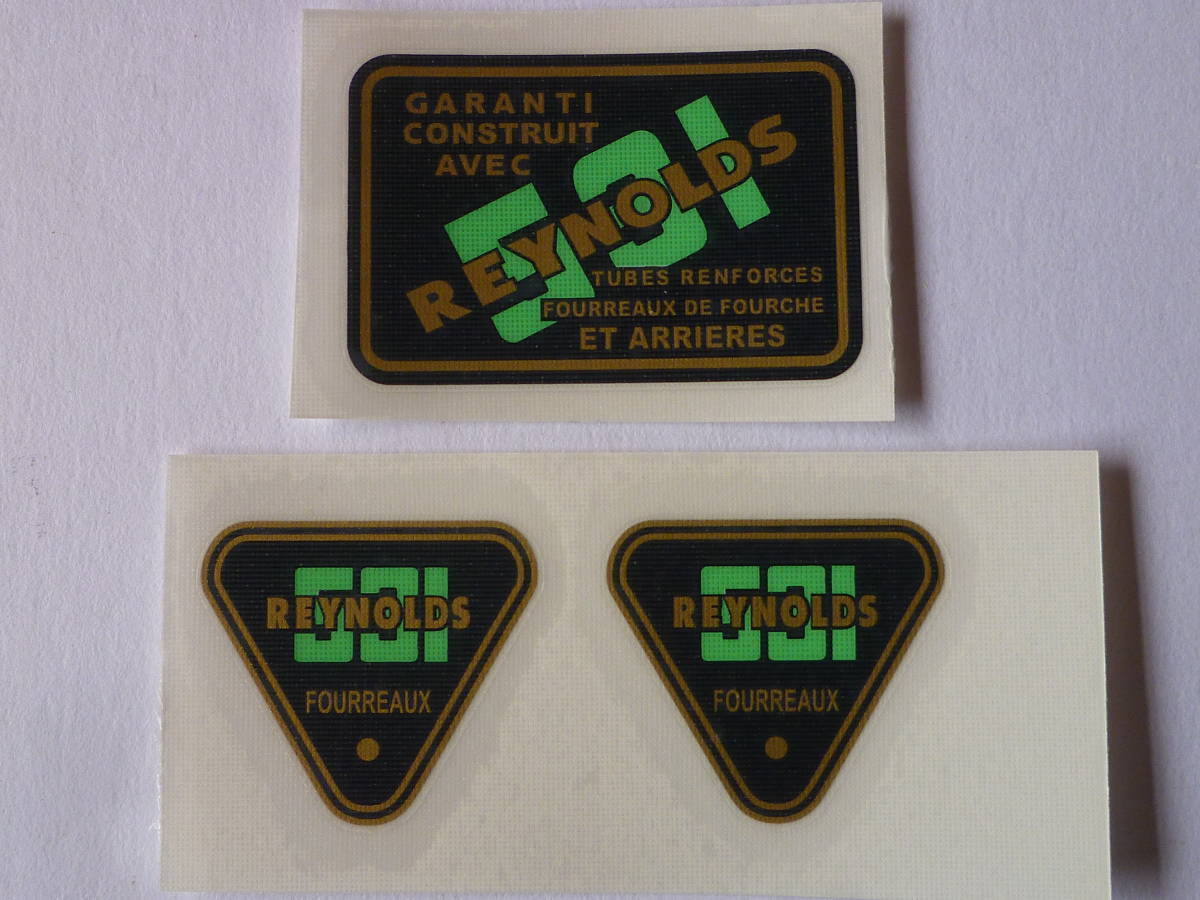 GARANTI
CONSTRUIT
AVEC
531
REYNOLDS
TUBES RENFORCES
FOURREAUX DE FOURCHE
ET ARRIERES
531
REYNOLDS
FOURREAUX
531
REYNOLDS
FOURREAUX